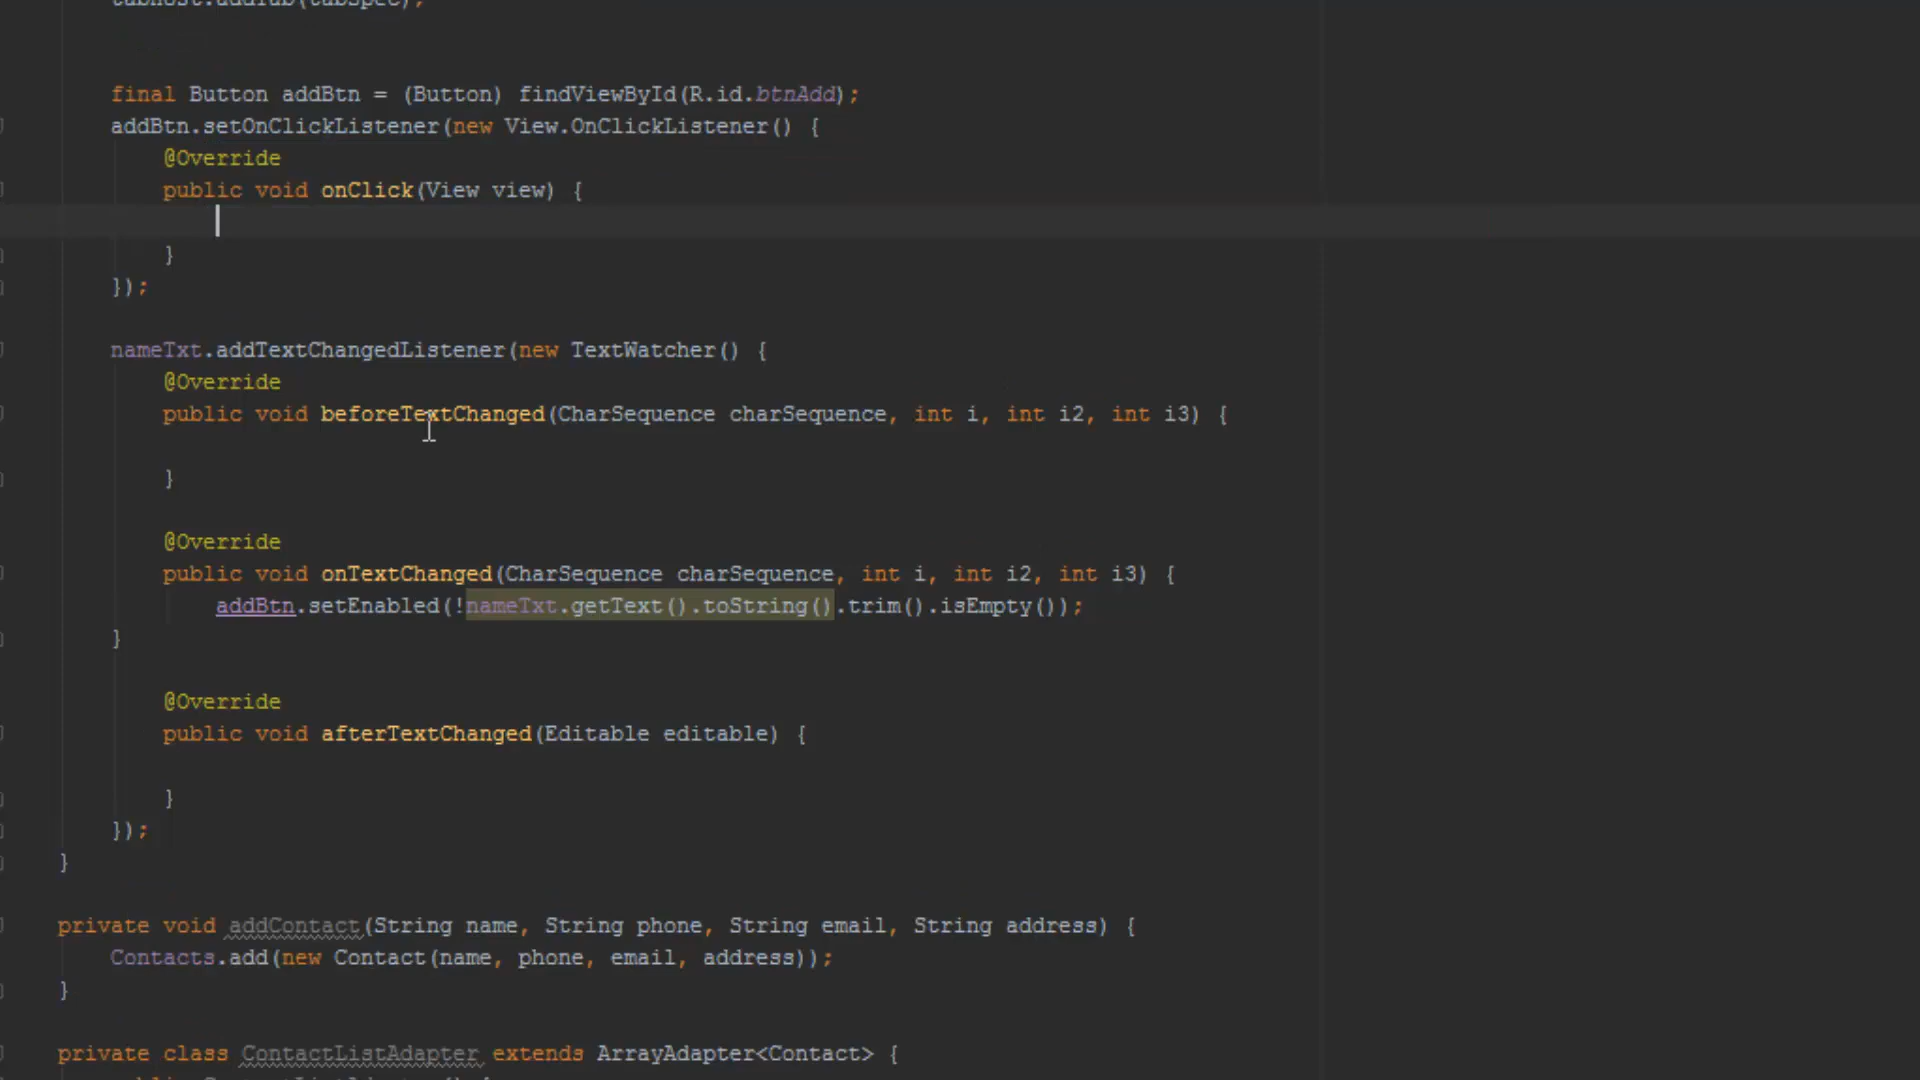 tabHost.addTab(tabSpec);
final Button addBtn = (Button) findViewById(R.id.btnAdd);
addBtn.setOnClickListener(new View.OnClickListener() {
@Override
public void onClick(View view) {
}
});
nameTxt.addTextChangedListener(new TextWatcher() {
@Override
public void beforeTextChanged(CharSequence charSequence, int i, int i2, int i3) {
}
@Override
public void onTextChanged(CharSequence charSequence, int i, int i2, int i3) {
addBtn.setEnabled(!nameTxt.getText().toString().trim().isEmpty());
}
@Override
public void afterTextChanged(Editable editable) {
}
});
}
private void addContact(String name, String phone, String email, String address) {
Contacts.add(new Contact(name, phone, email, address));
}
private class ContactListAdapter extends ArrayAdapter<Contact> {